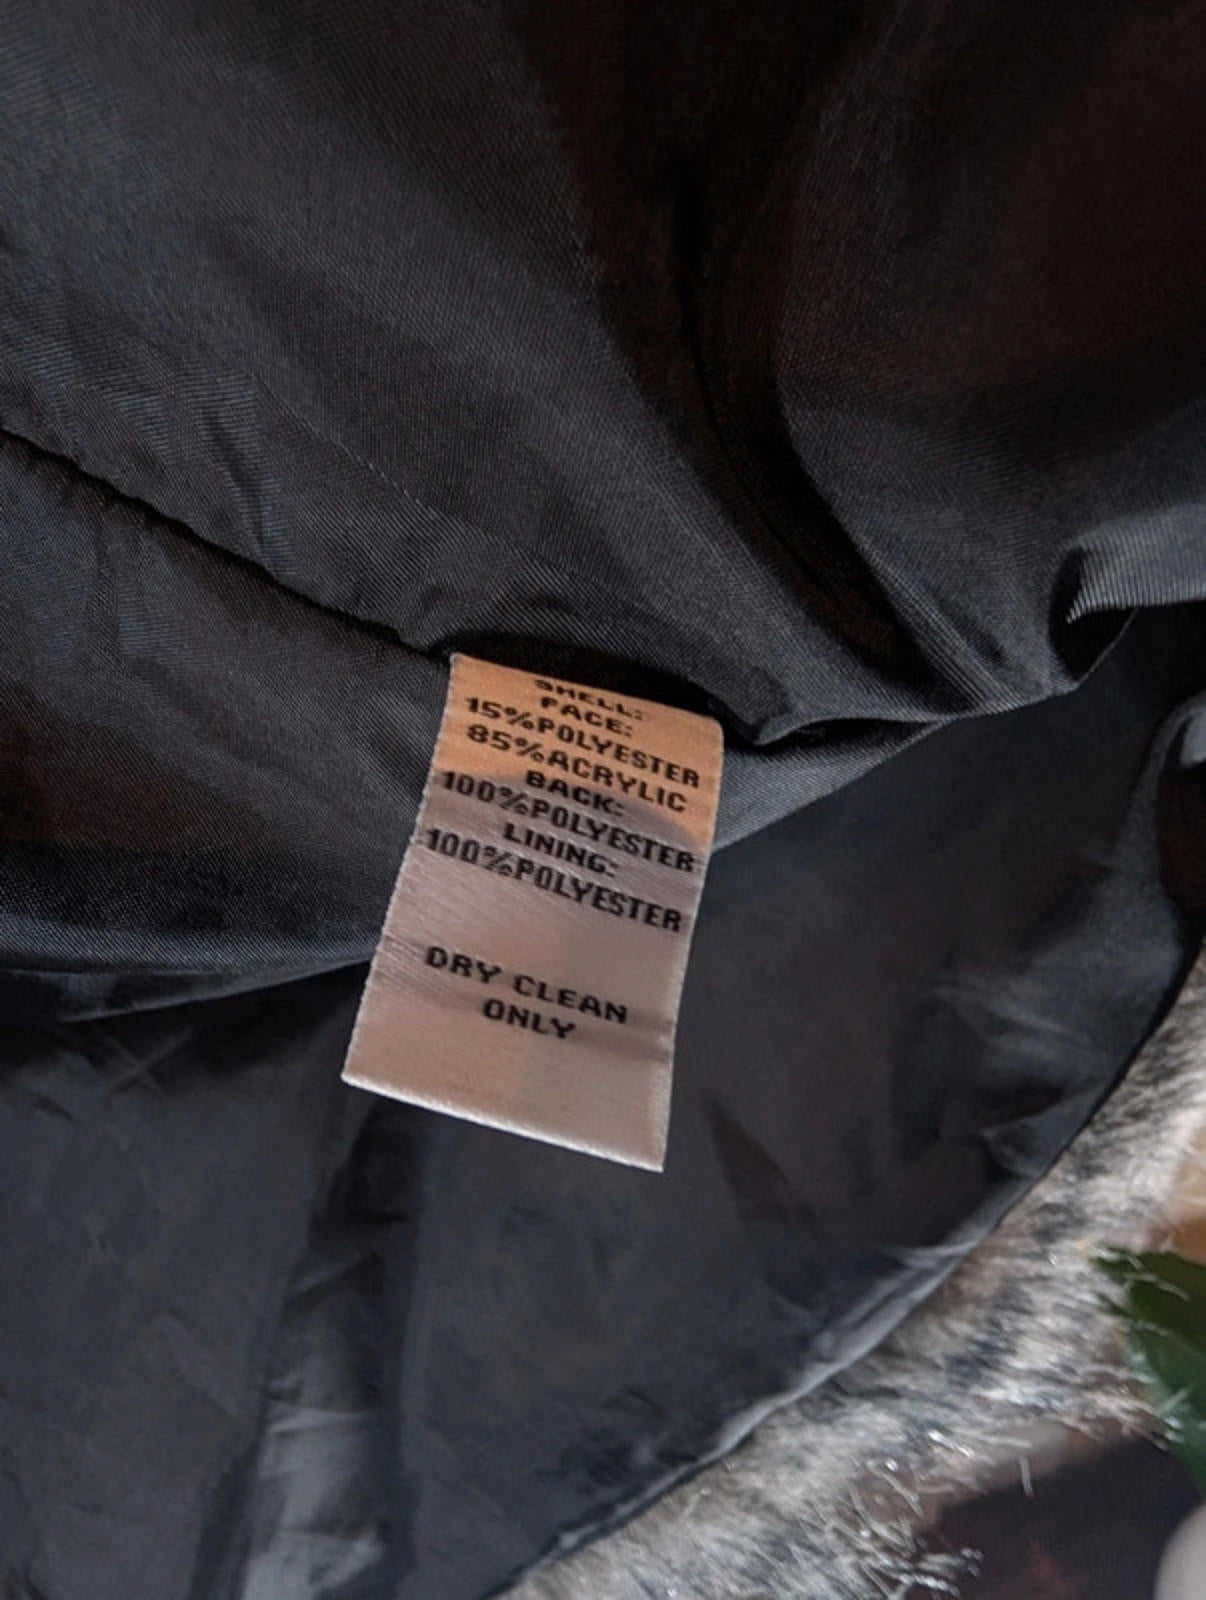 SHELL:
FACE:
15%POLYESTER
85%ACRYLIC
BACK:
100%POLYESTER
LINING:
100%POLYESTER
DRY CLEAN
ONLY